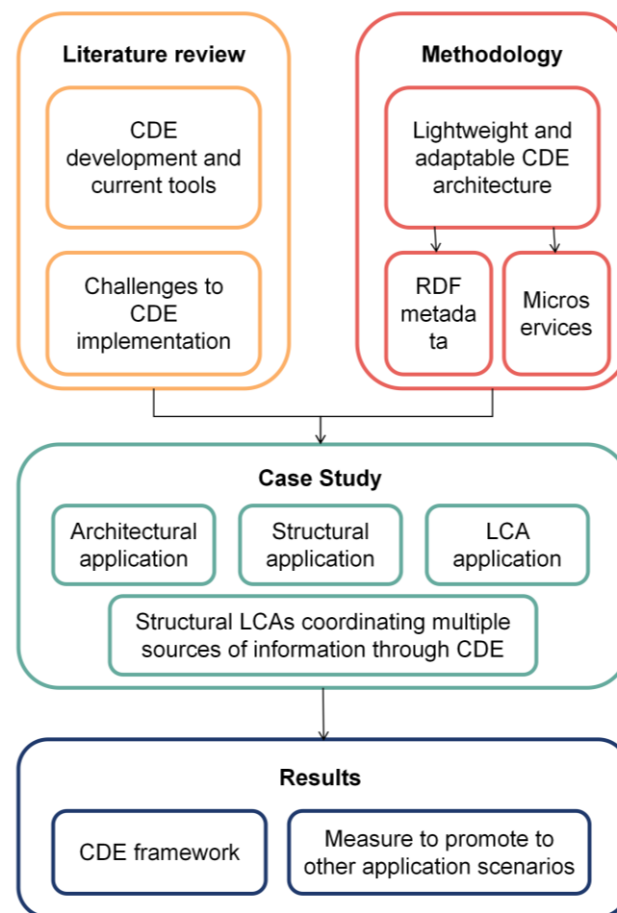 Literature review
CDE
development and
current tools
Challenges to
CDE
implementation
Methodology
Lightweight and
adaptable CDE
architecture
RDF
metada
ta
Micros
ervices
Case Study
Architectural
application
Structural
application
LCA
application
Structural LCAs coordinating multiple
sources of information through CDE
Results
CDE framework
Measure to promote to
other application scenarios